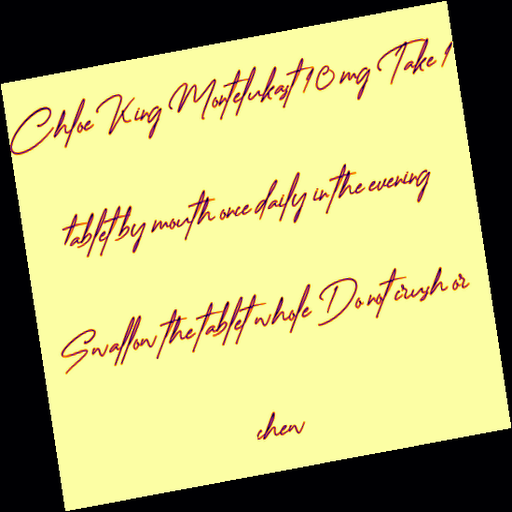 Chloe King Montelukast 10 mg Take 1
tablet by mouth once daily in the evening
Swallow the tablet whole Do not crush or
chew